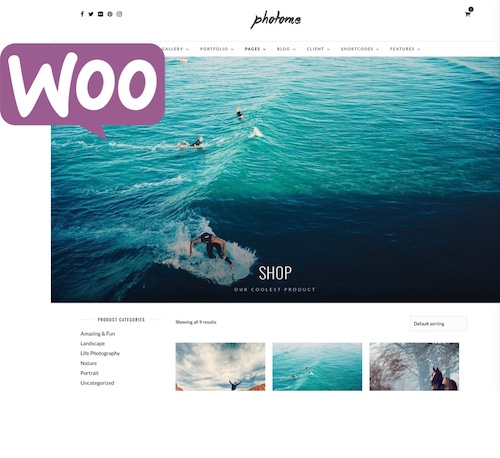 photome
0
GALLERY PORTFOLIO PAGES BLOG CLIENT SHORTCODES FEATURES
Woo
SHOP
OUR COOLEST PRODUCT
PRODUCT CATEGORIES
Showing all 9 results
Default sorting
Amazing & Fun
Landscape
Life Photography
Nature
Portrait
Uncategorized